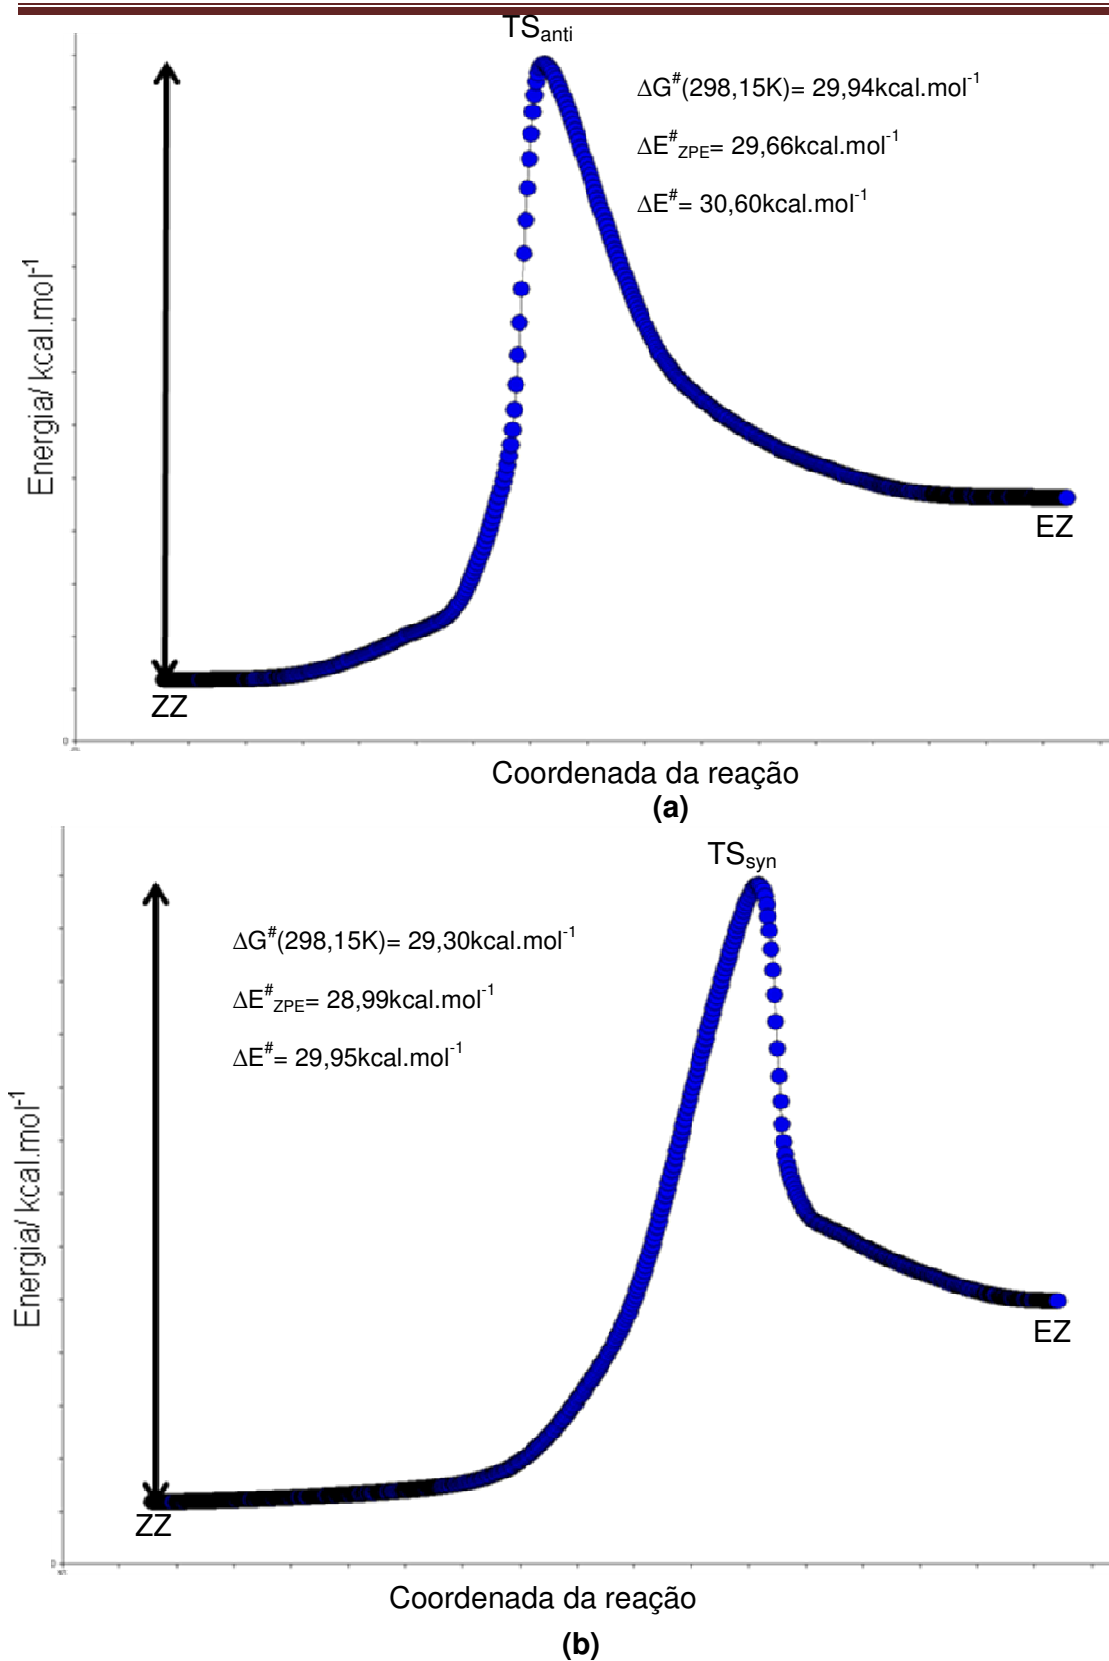 TSanti
ΔG#(298,15K)= 29,94kcal.mol-1
ΔE#ZPE= 29,66kcal.mol-1
ΔE#= 30,60kcal.mol-1
Energia/ kcal.mol-1
ZZ
EZ
Coordenada da reação
(a)
TSsyn
ΔG#(298,15K)= 29,30kcal.mol-1
ΔE#ZPE= 28,99kcal.mol-1
ΔE#= 29,95kcal.mol-1
Energia/ kcal.mol-1
ZZ
EZ
Coordenada da reação
(b)